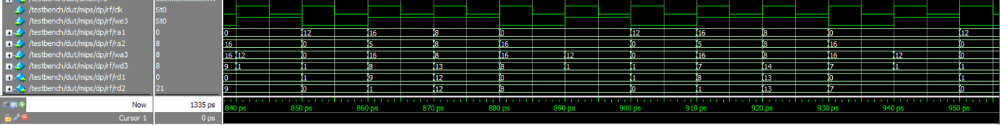 /testbench/dut/mips/dp/rf/clk St0
/testbench/dut/mips/dp/rf/we3 St0
/testbench/dut/mips/dp/rf/ra1 0 0 12 16 8 0 12 16 8 0 12
/testbench/dut/mips/dp/rf/ra2 8 16 0 5 8 16 0 5 8 16 0
/testbench/dut/mips/dp/rf/wa3 8 16 12 0 16 8 16 12 0 16 8 16 12 0
/testbench/dut/mips/dp/rf/wd3 8 9 1 1 8 13 8 1 1 7 14 7 1 1
/testbench/dut/mips/dp/rf/rd1 0 0 1 9 12 0 1 8 13 0 1
/testbench/dut/mips/dp/rf/rd2 21 9 0 1 12 8 0 1 13 7 0
Now 1335 ps 840 ps 850 ps 860 ps 870 ps 880 ps 890 ps 900 ps 910 ps 920 ps 930 ps 940 ps 950 ps
Cursor 1 0 ps